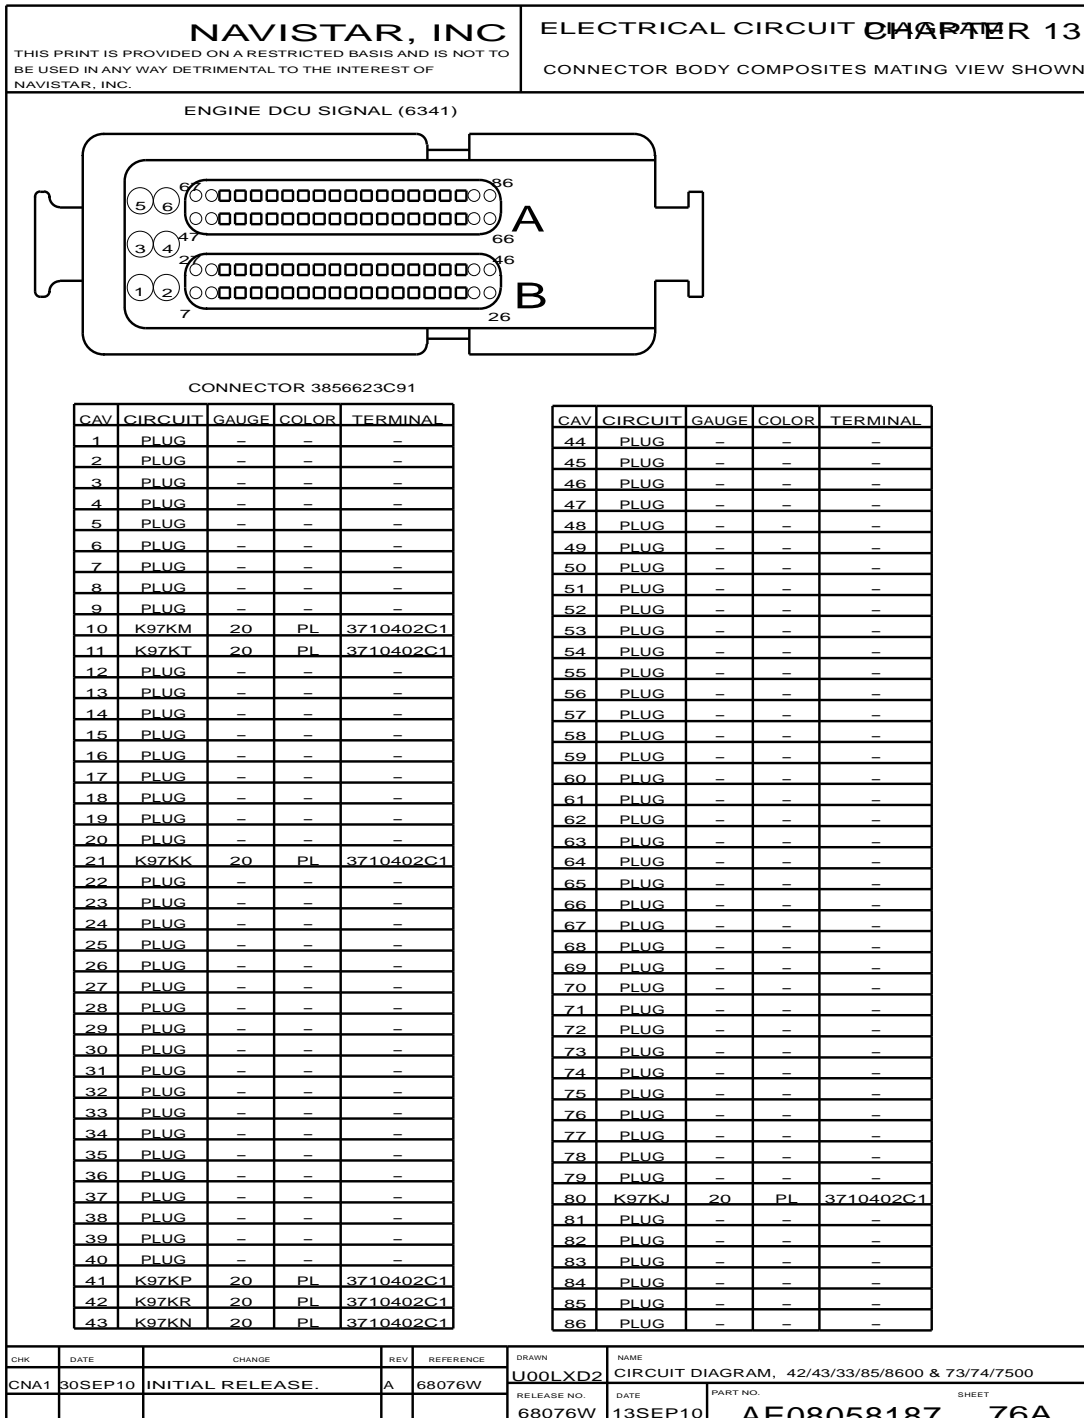 NAVISTAR, INC
THIS PRINT IS PROVIDED ON A RESTRICTED BASIS AND IS NOT TO
BE USED IN ANY WAY DETRIMENTAL TO THE INTEREST OF
NAVISTAR, INC.
ELECTRICAL CIRCUIT DIAGRAM
CHAPTER 13
CONNECTOR BODY COMPOSITES MATING VIEW SHOWN
ENGINE DCU SIGNAL (6341)
67 86
5 6
A
47 66
3 4
27 46
1 2
B
7 26
CONNECTOR 3856623C91
CAV CIRCUIT GAUGE COLOR TERMINAL
1 PLUG – – –
2 PLUG – – –
3 PLUG – – –
4 PLUG – – –
5 PLUG – – –
6 PLUG – – –
7 PLUG – – –
8 PLUG – – –
9 PLUG – – –
10 K97KM 20 PL 3710402C1
11 K97KT 20 PL 3710402C1
12 PLUG – – –
13 PLUG – – –
14 PLUG – – –
15 PLUG – – –
16 PLUG – – –
17 PLUG – – –
18 PLUG – – –
19 PLUG – – –
20 PLUG – – –
21 K97KK 20 PL 3710402C1
22 PLUG – – –
23 PLUG – – –
24 PLUG – – –
25 PLUG – – –
26 PLUG – – –
27 PLUG – – –
28 PLUG – – –
29 PLUG – – –
30 PLUG – – –
31 PLUG – – –
32 PLUG – – –
33 PLUG – – –
34 PLUG – – –
35 PLUG – – –
36 PLUG – – –
37 PLUG – – –
38 PLUG – – –
39 PLUG – – –
40 PLUG – – –
41 K97KP 20 PL 3710402C1
42 K97KR 20 PL 3710402C1
43 K97KN 20 PL 3710402C1
CAV CIRCUIT GAUGE COLOR TERMINAL
44 PLUG – – –
45 PLUG – – –
46 PLUG – – –
47 PLUG – – –
48 PLUG – – –
49 PLUG – – –
50 PLUG – – –
51 PLUG – – –
52 PLUG – – –
53 PLUG – – –
54 PLUG – – –
55 PLUG – – –
56 PLUG – – –
57 PLUG – – –
58 PLUG – – –
59 PLUG – – –
60 PLUG – – –
61 PLUG – – –
62 PLUG – – –
63 PLUG – – –
64 PLUG – – –
65 PLUG – – –
66 PLUG – – –
67 PLUG – – –
68 PLUG – – –
69 PLUG – – –
70 PLUG – – –
71 PLUG – – –
72 PLUG – – –
73 PLUG – – –
74 PLUG – – –
75 PLUG – – –
76 PLUG – – –
77 PLUG – – –
78 PLUG – – –
79 PLUG – – –
80 K97KJ 20 PL 3710402C1
81 PLUG – – –
82 PLUG – – –
83 PLUG – – –
84 PLUG – – –
85 PLUG – – –
86 PLUG – – –
CHK DATE CHANGE REV REFERENCE
CNA1 30SEP10 INITIAL RELEASE. A 68076W
DRAWN
U00LXD2
NAME
CIRCUIT DIAGRAM, 42/43/33/85/8600 & 73/74/7500
RELEASE NO.
68076W
DATE
13SEP10
PART NO.
AE08058187
SHEET
76A